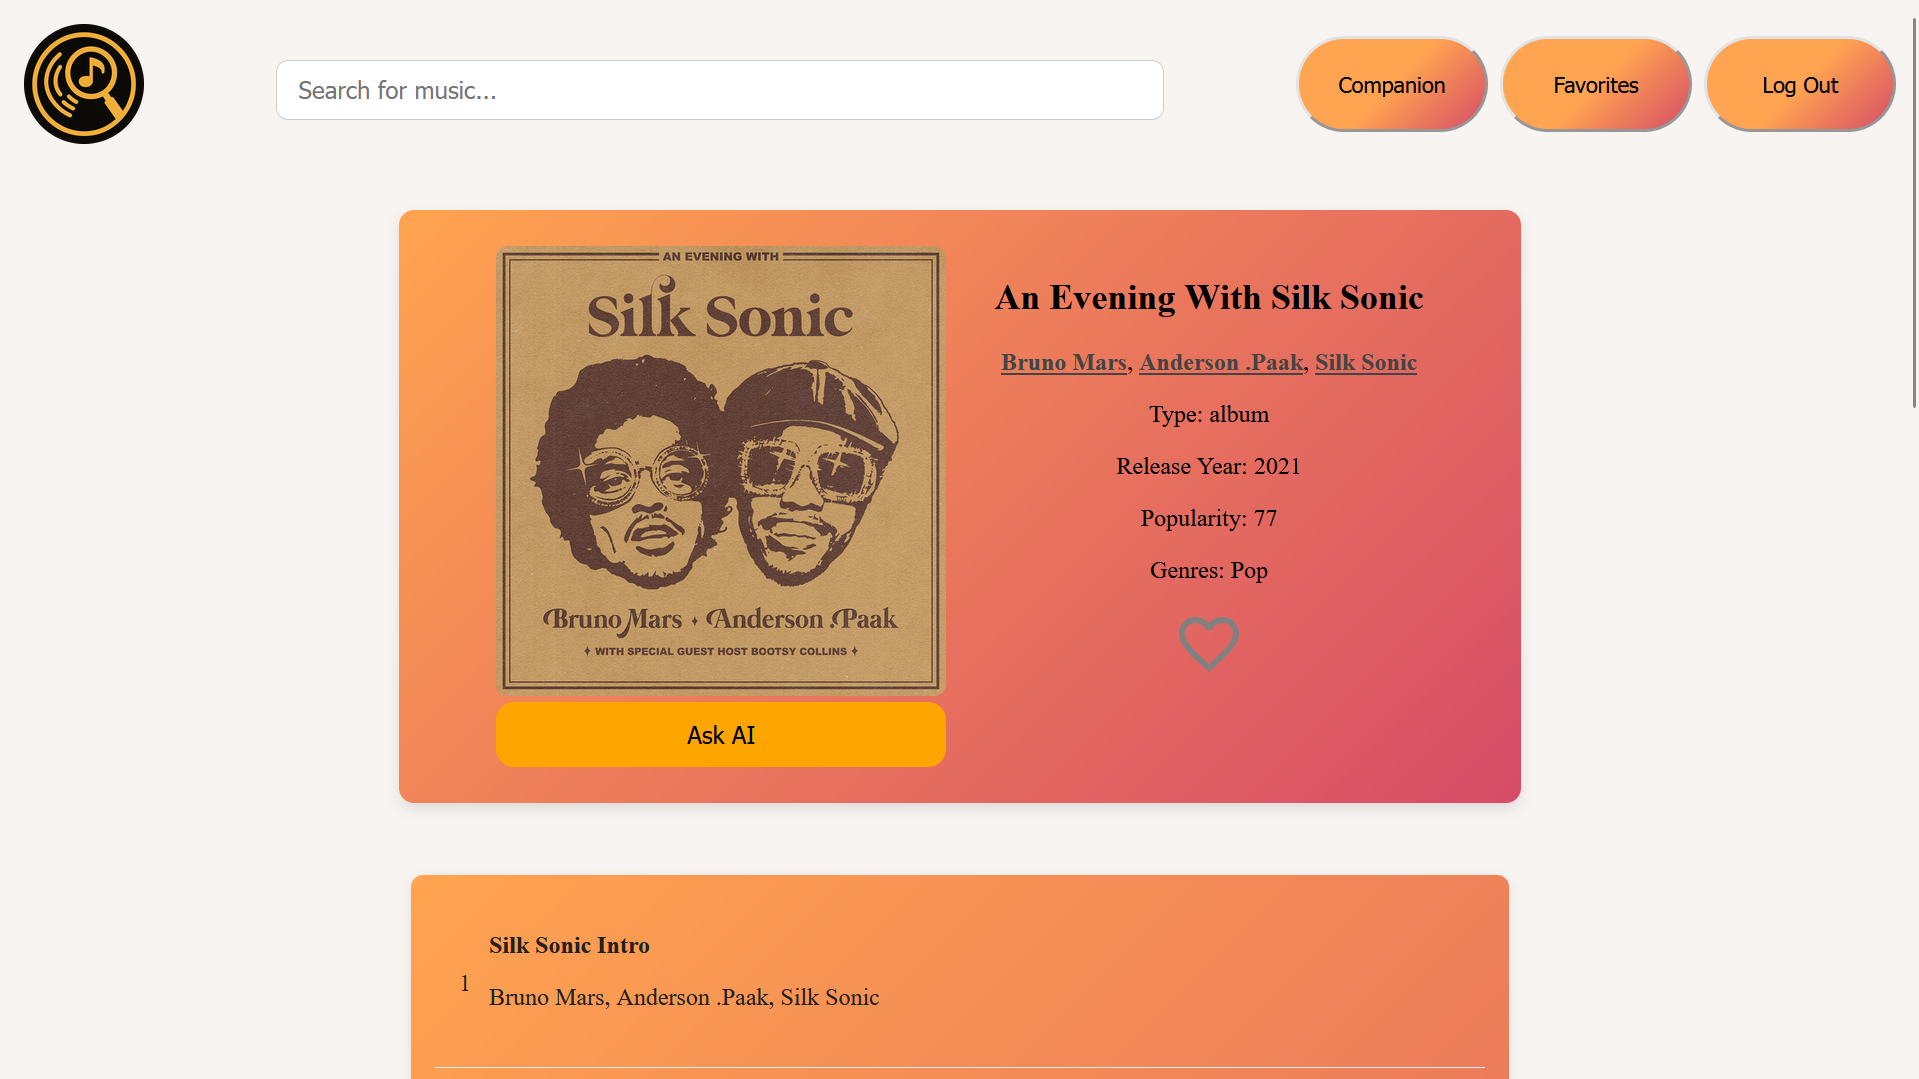 Search for music...
Companion
Favorites
Log Out
AN EVENING WITH
Silk Sonic
Bruno Mars ✦ Anderson .Paak
✦ WITH SPECIAL GUEST HOST BOOTSY COLLINS ✦
Ask AI
An Evening With Silk Sonic
Bruno Mars, Anderson .Paak, Silk Sonic
Type: album
Release Year: 2021
Popularity: 77
Genres: Pop
1
Silk Sonic Intro
Bruno Mars, Anderson .Paak, Silk Sonic